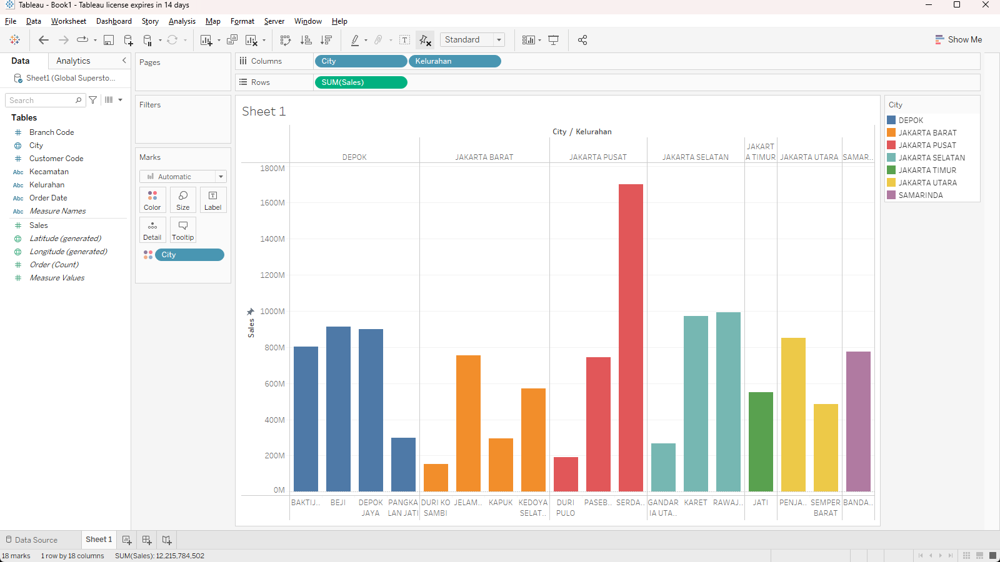 Tableau - Book1 - Tableau license expires in 14 days
File Data Worksheet Dashboard Story Analysis Map Format Server Window Help
Standard
Show Me
Data Analytics
Sheet1 (Global Supersto...
Search
Tables
Branch Code
City
Customer Code
Abc Kecamatan
Abc Kelurahan
Abc Order Date
Abc Measure Names
Sales
Latitude (generated)
Longitude (generated)
Order (Count)
Measure Values
Pages
Filters
Marks
Automatic
Color Size Label
Detail Tooltip
City
Columns City Kelurahan
Rows SUM(Sales)
Sheet 1
City / Kelurahan
DEPOK JAKARTA BARAT JAKARTA PUSAT JAKARTA SELATAN JAKART
A TIMUR JAKARTA UTARA SAMAR..
1800M
1600M
1400M
1200M
1000M
800M
600M
400M
200M
0M
Sales
BAKTIJ.. BEJI DEPOK
JAYA PANGKA
LAN JATI DURI KO
SAMBI JELAM.. KAPUK KEDOYA
SELAT.. DURI
PULO PASEB.. SERDA.. GANDAR
IA UTA.. KARET RAWAJ.. JATI PENJA.. SEMPER
BARAT BANDA..
City
DEPOK
JAKARTA BARAT
JAKARTA PUSAT
JAKARTA SELATAN
JAKARTA TIMUR
JAKARTA UTARA
SAMARINDA
Data Source Sheet 1
18 marks 1 row by 18 columns SUM(Sales): 12,215,784,502